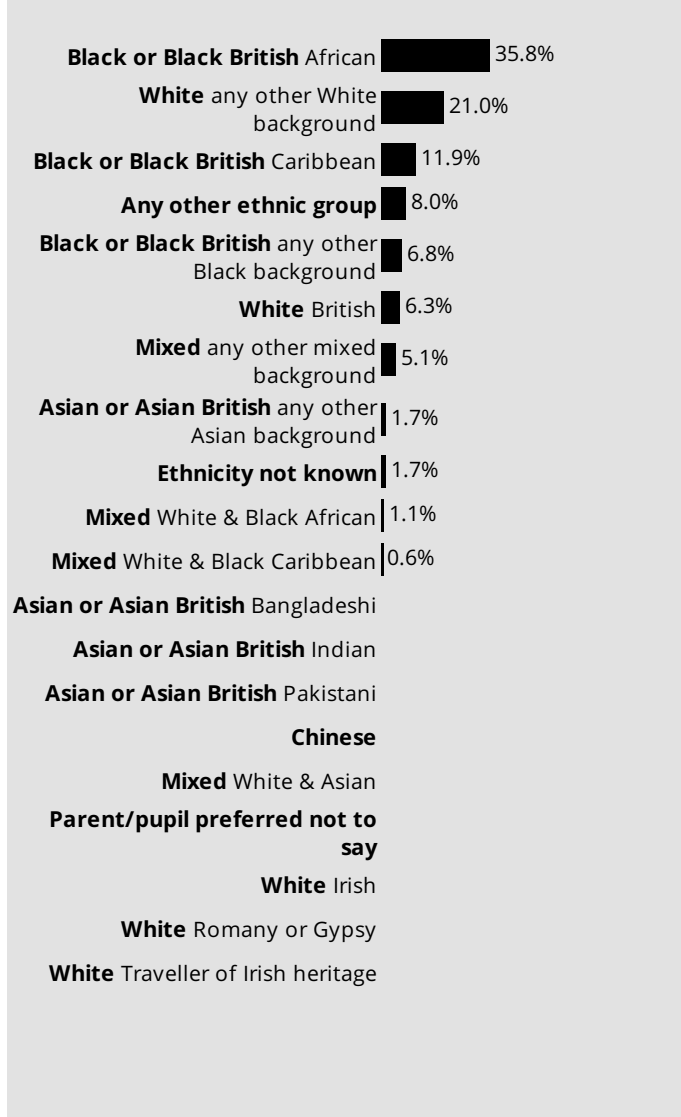 Black or Black British African 35.8%
White any other White
background 21.0%
Black or Black British Caribbean 11.9%
Any other ethnic group 8.0%
Black or Black British any other
Black background 6.8%
White British 6.3%
Mixed any other mixed
background 5.1%
Asian or Asian British any other
Asian background 1.7%
Ethnicity not known 1.7%
Mixed White & Black African 1.1%
Mixed White & Black Caribbean 0.6%
Asian or Asian British Bangladeshi
Asian or Asian British Indian
Asian or Asian British Pakistani
Chinese
Mixed White & Asian
Parent/pupil preferred not to
say
White Irish
White Romany or Gypsy
White Traveller of Irish heritage